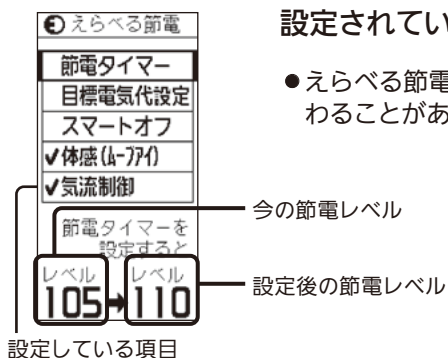 えらべる節電
節電タイマー
目標電気代設定
スマートオフ
✔体感(ムーブアイ)
✔気流制御
節電タイマーを
設定すると
レベル レベル
105➡110
設定されてい
●えらべる節電
わることがあ
今の節電レベル
設定後の節電レベル
設定している項目